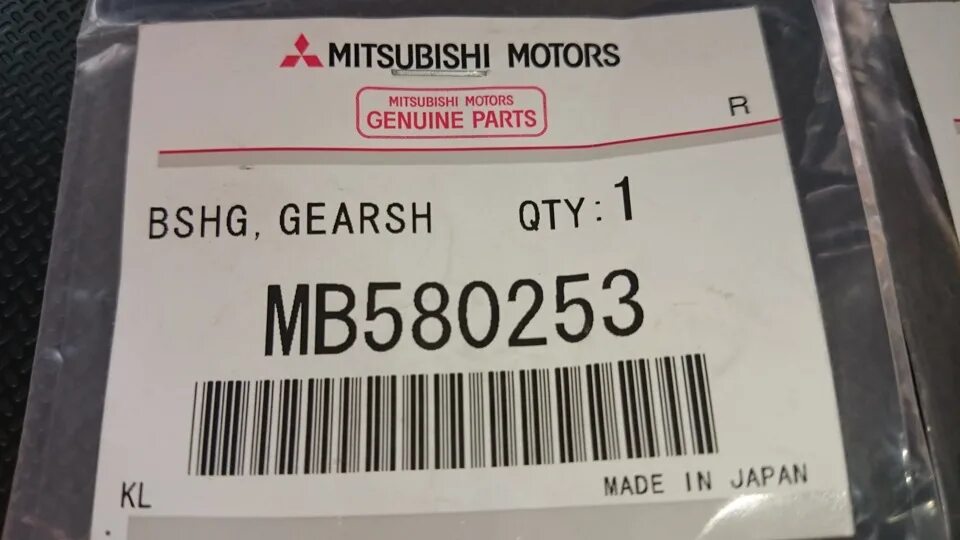 MITSUBISHI MOTORS
MITSUBISHI MOTORS
GENUINE PARTS
R
BSHG, GEARSH QTY: 1
MB580253
KL MADE IN JAPAN